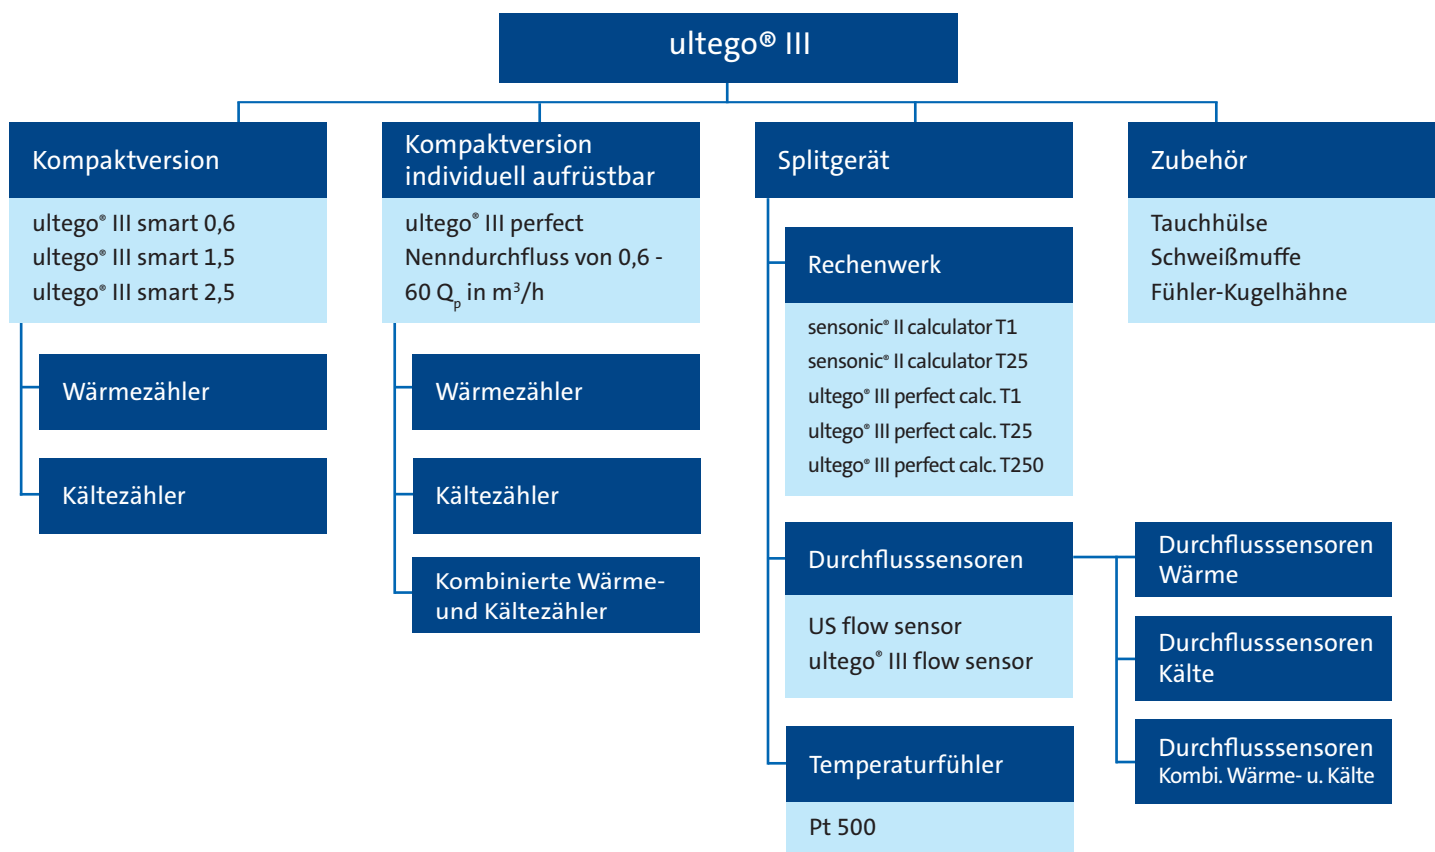 ultego® III
Kompaktversion
ultego® III smart 0,6
ultego® III smart 1,5
ultego® III smart 2,5
Wärmezähler
Kältezähler
Kompaktversion
individuell aufrüstbar
ultego® III perfect
Nenndurchfluss von 0,6 -
60 Qp in m³/h
Wärmezähler
Kältezähler
Kombinierte Wärme-
und Kältezähler
Splitgerät
Rechenwerk
sensonic® II calculator T1
sensonic® II calculator T25
ultego® III perfect calc. T1
ultego® III perfect calc. T25
ultego® III perfect calc. T250
Durchflusssensoren
US flow sensor
ultego® III flow sensor
Durchflusssensoren
Wärme
Durchflusssensoren
Kälte
Durchflusssensoren
Kombi. Wärme- u. Kälte
Temperaturfühler
Pt 500
Zubehör
Tauchhülse
Schweißmuffe
Fühler-Kugelhähne